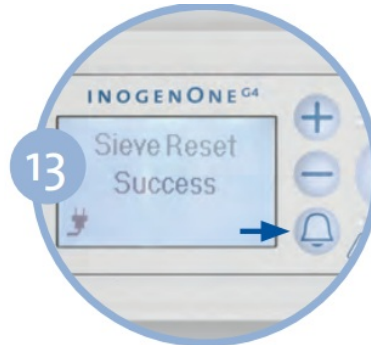 INOGENONE G4
13
Sieve Reset
Success
+
−